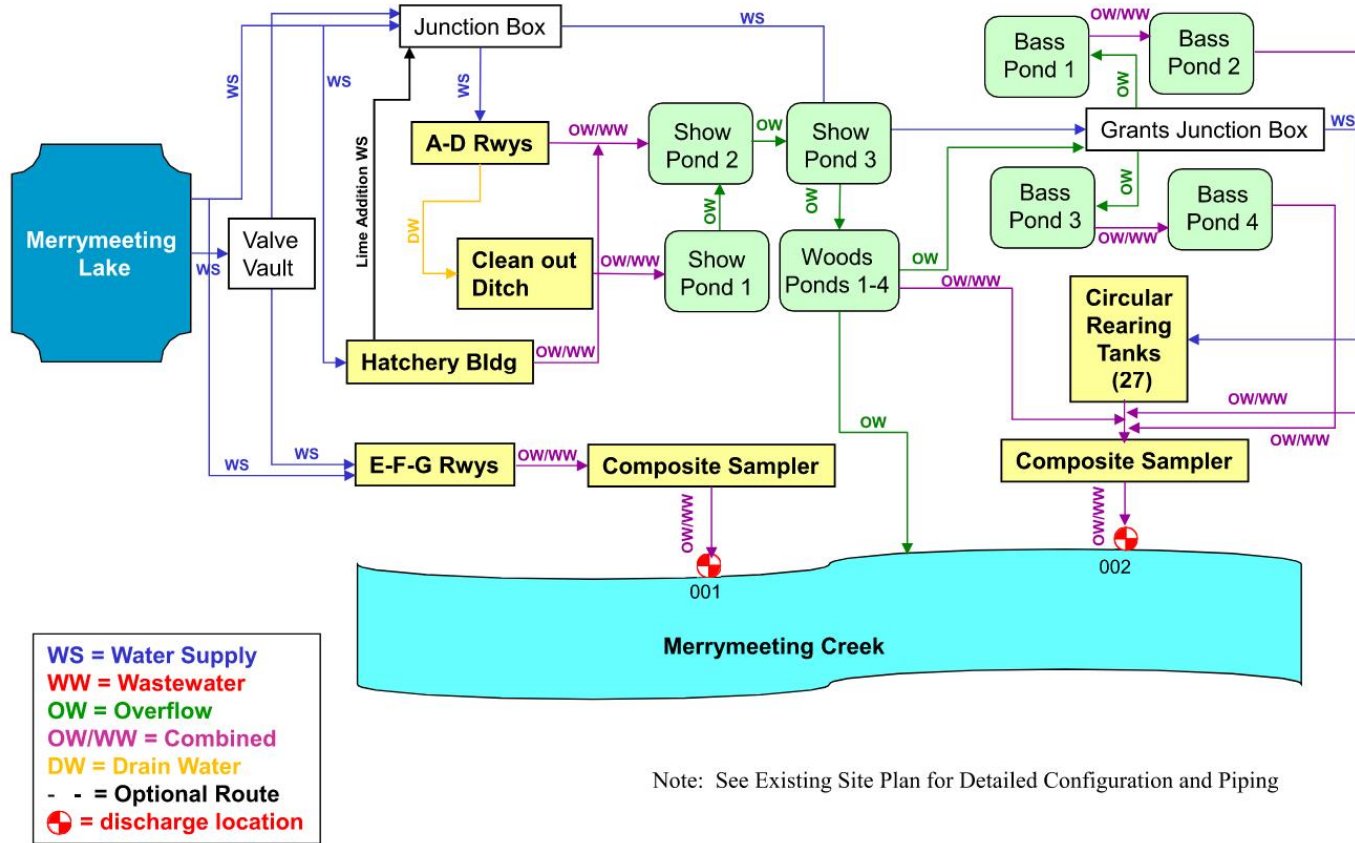 Junction Box
WS
WS
WS
WS
Lime Addition WS
A-D Rwys
OW/WW
DW
Clean out
Ditch
OW/WW
Hatchery Bldg
OW/WW
Merrymeeting
Lake
WS
Valve
Vault
WS
WS
E-F-G Rwys
OW/WW
Composite Sampler
OW/WW
001
Show
Pond 2
OW
Show
Pond 3
OW
Show
Pond 1
OW
Woods
Ponds 1-4
OW
OW/WW
OW
Bass
Pond 1
OW/WW
Bass
Pond 2
OW
Grants Junction Box
WS
OW
Bass
Pond 3
OW/WW
Bass
Pond 4
Circular
Rearing
Tanks
(27)
OW/WW
OW/WW
Composite Sampler
OW/WW
002
Merrymeeting Creek
WS = Water Supply
WW = Wastewater
OW = Overflow
OW/WW = Combined
DW = Drain Water
- - = Optional Route
= discharge location
Note: See Existing Site Plan for Detailed Configuration and Piping